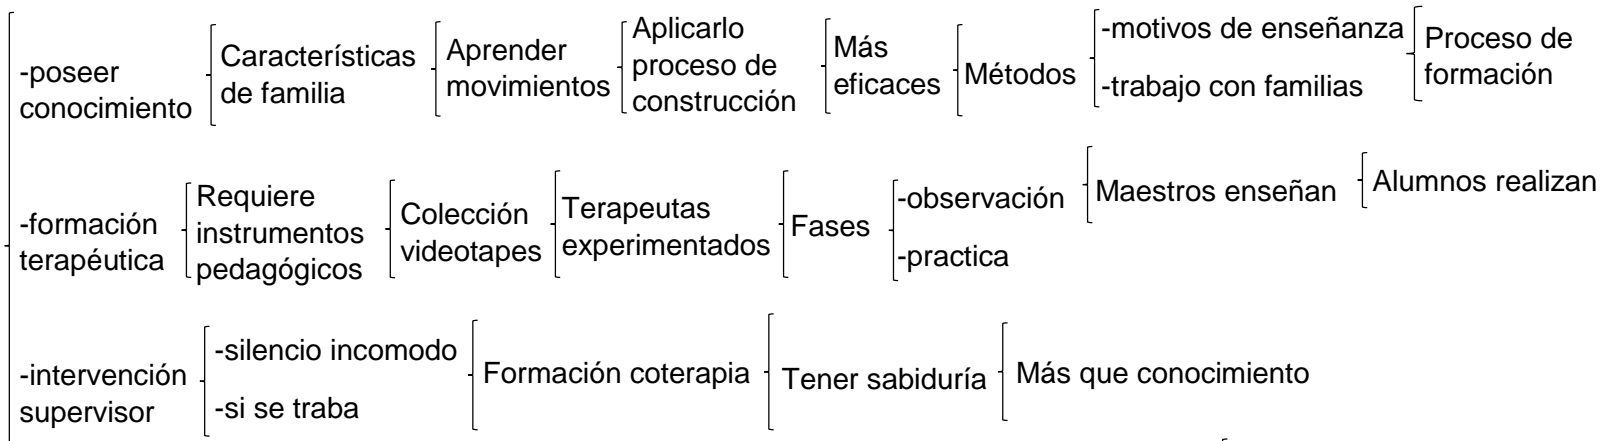 -poseer
conocimiento
Características
de familia
Aprender
movimientos
Aplicarlo
proceso de
construcción
Más
eficaces
Métodos
-motivos de enseñanza
-trabajo con familias
Proceso de
formación
-formación
terapéutica
Requiere
instrumentos
pedagógicos
Colección
videotapes
Terapeutas
experimentados
Fases
-observación
-practica
Maestros enseñan
Alumnos realizan
-intervención
supervisor
-silencio incomodo
-si se traba
Formación coterapia
Tener sabiduría
Más que conocimiento